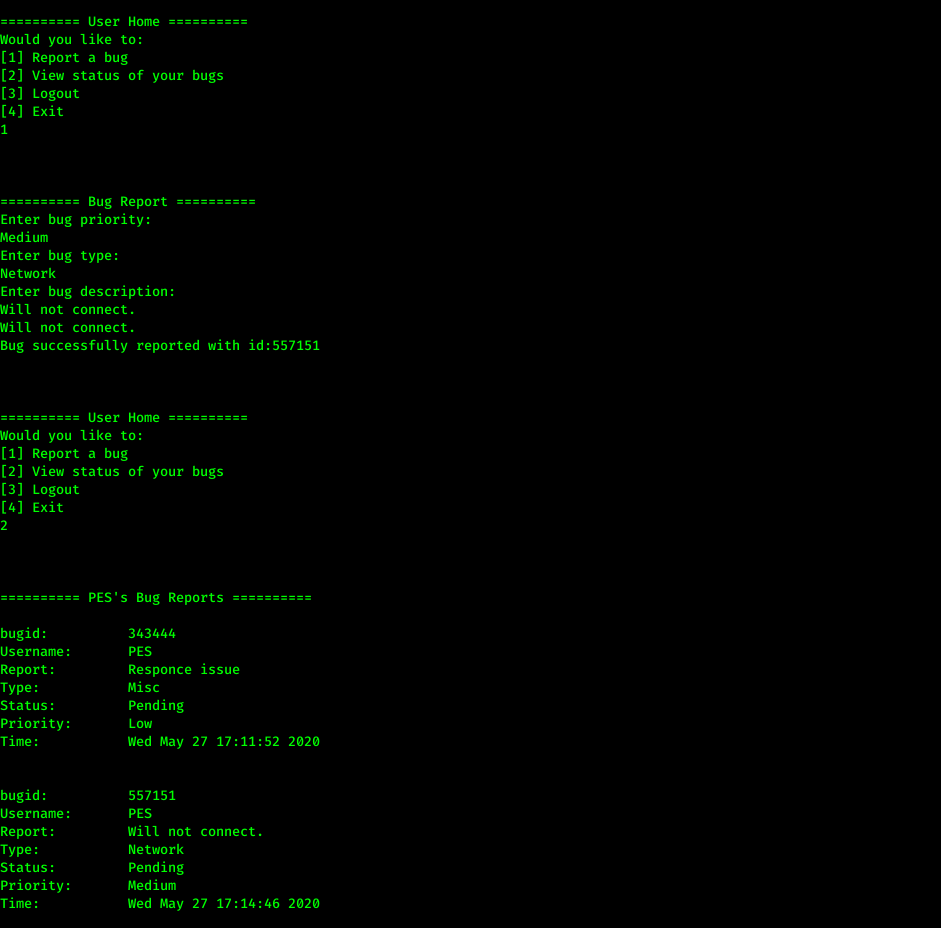 ========== User Home ==========
Would you like to:
[1] Report a bug
[2] View status of your bugs
[3] Logout
[4] Exit
1
========== Bug Report ==========
Enter bug priority:
Medium
Enter bug type:
Network
Enter bug description:
Will not connect.
Will not connect.
Bug successfully reported with id:557151
========== User Home ==========
Would you like to:
[1] Report a bug
[2] View status of your bugs
[3] Logout
[4] Exit
2
========== PES's Bug Reports ==========
bugid: 343444
Username: PES
Report: Responce issue
Type: Misc
Status: Pending
Priority: Low
Time: Wed May 27 17:11:52 2020
bugid: 557151
Username: PES
Report: Will not connect.
Type: Network
Status: Pending
Priority: Medium
Time: Wed May 27 17:14:46 2020